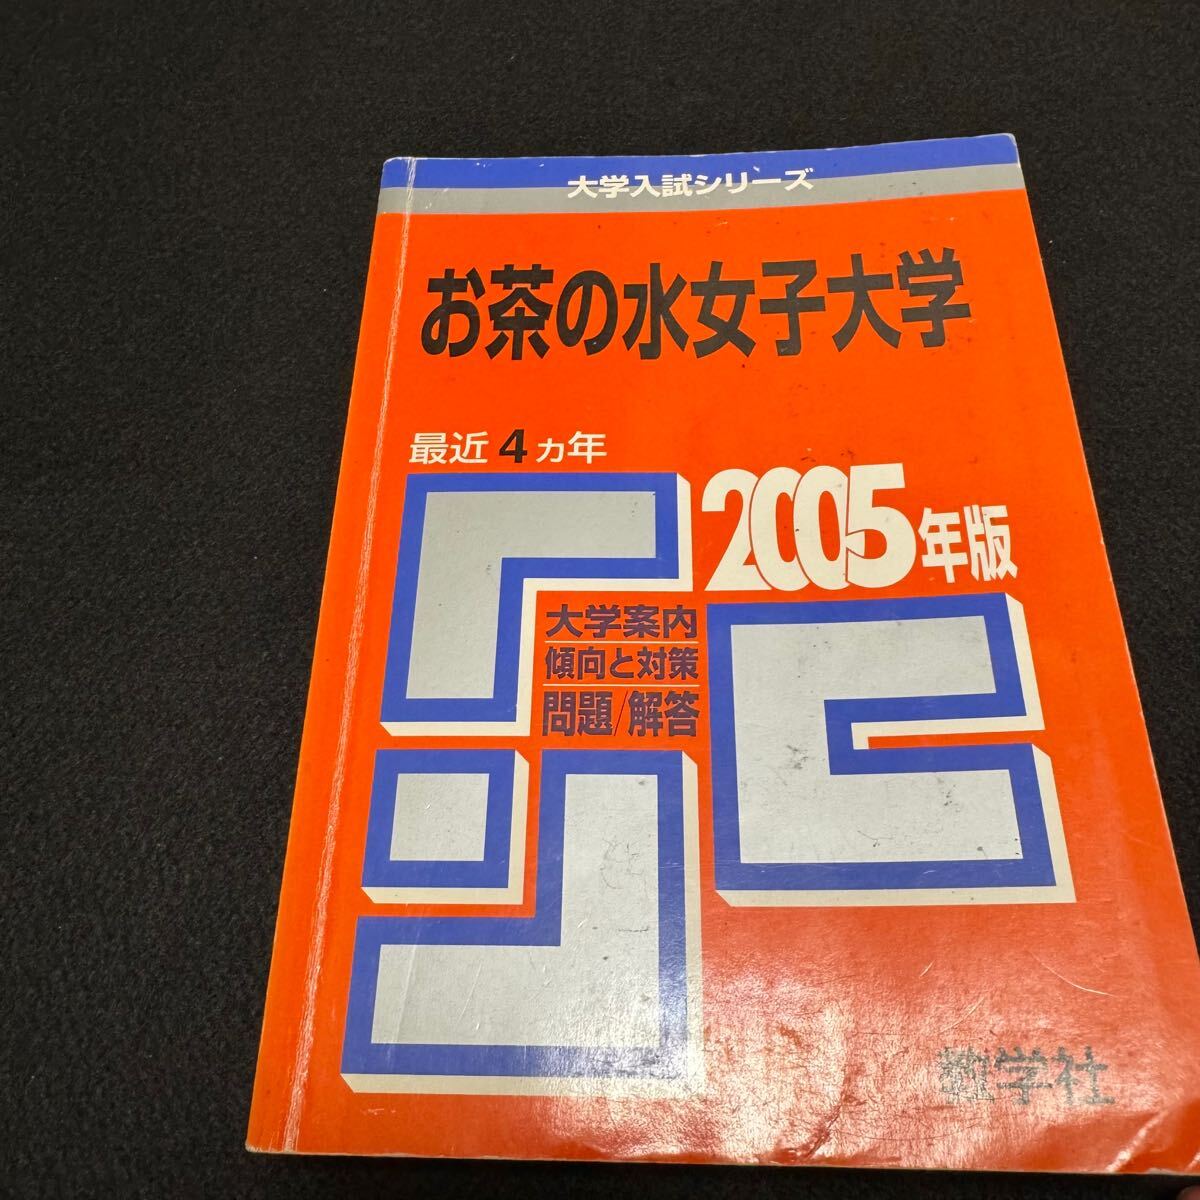 大学入試シリーズ
お茶の水女子大学
最近4ヵ年
2005年版
大学案内
傾向と対策
問題/解答
教学社